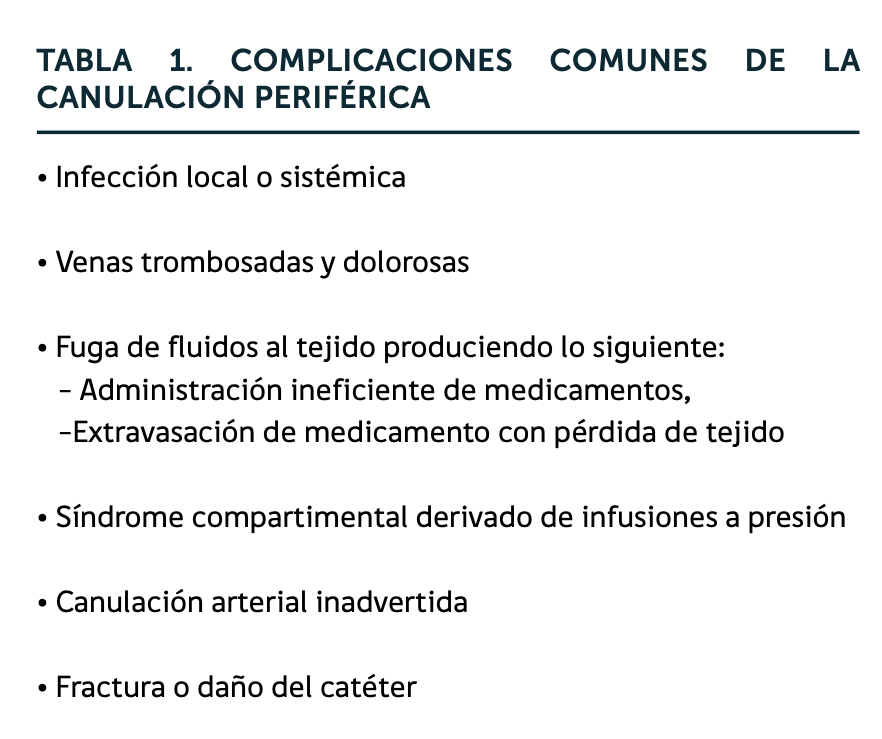 TABLA 1. COMPLICACIONES COMUNES DE LA
CANULACIÓN PERIFÉRICA
• Infección local o sistémica
• Venas trombosadas y dolorosas
• Fuga de fluidos al tejido produciendo lo siguiente:
– Administración ineficiente de medicamentos,
–Extravasación de medicamento con pérdida de tejido
• Síndrome compartimental derivado de infusiones a presión
• Canulación arterial inadvertida
• Fractura o daño del catéter